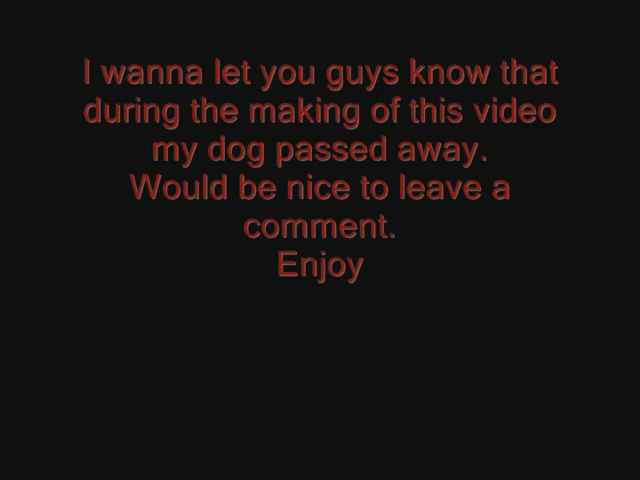 I wanna let you guys know that
during the making of this video
my dog passed away.
Would be nice to leave a
comment.
Enjoy